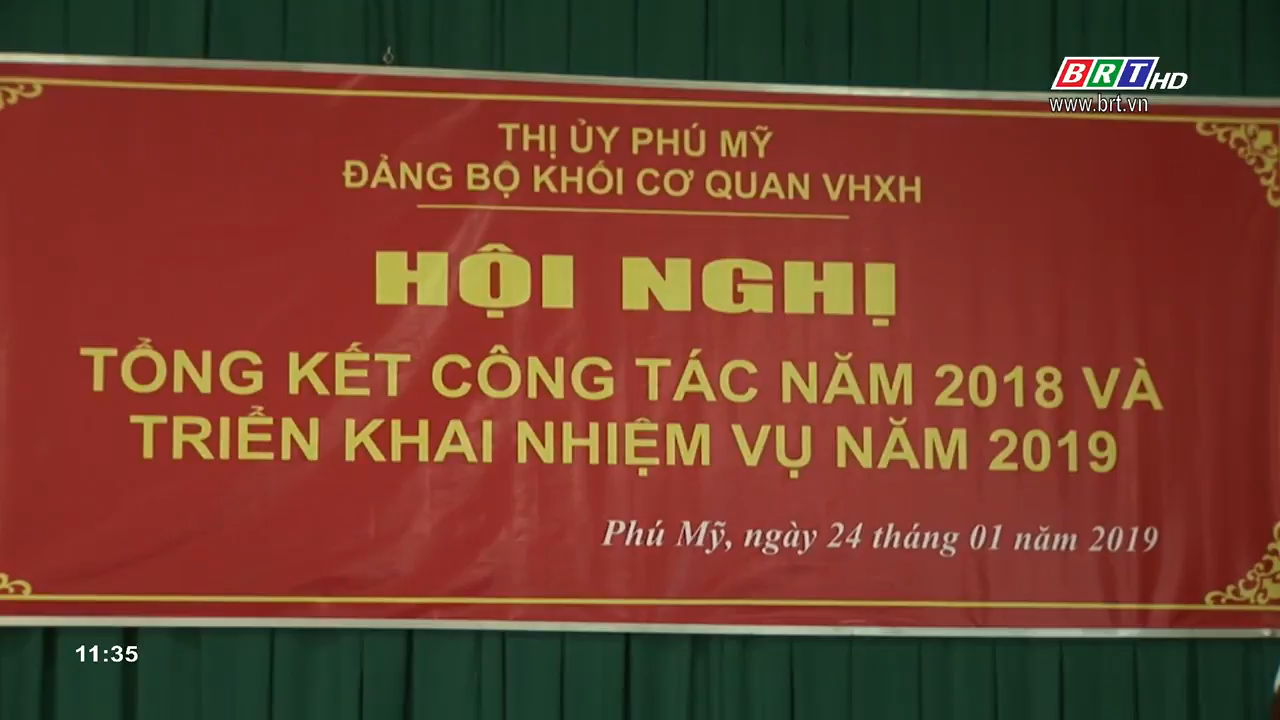 BRT HD
www.brt.vn
THỊ ỦY PHÚ MỸ
ĐẢNG BỘ KHỐI CƠ QUAN VHXH
HỘI NGHỊ
TỔNG KẾT CÔNG TÁC NĂM 2018 VÀ
TRIỂN KHAI NHIỆM VỤ NĂM 2019
Phú Mỹ, ngày 24 tháng 01 năm 2019
11:35